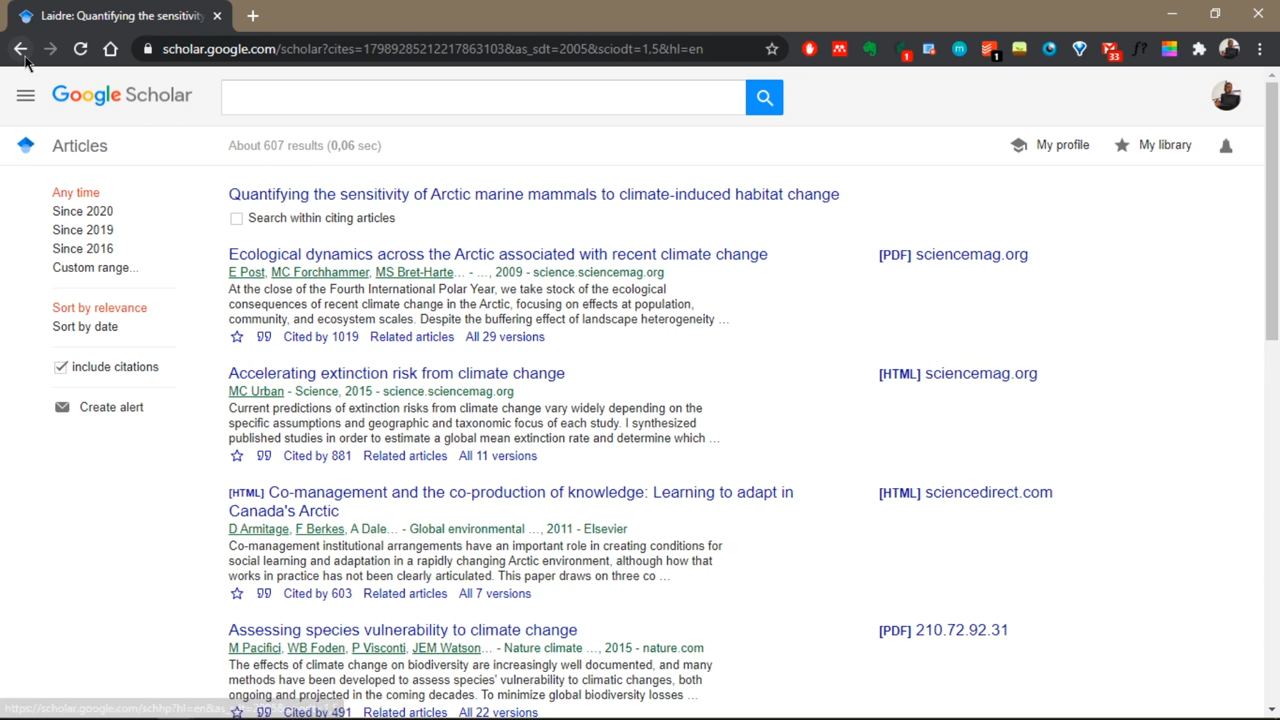 Laidre: Quantifying the sensitivity
scholar.google.com/scholar?cites=17989285212217863103&as_sdt=2005&sciodt=1,5&hl=en
1
1
33
f?
Google Scholar
Articles
About 607 results (0,06 sec)
My profile
My library
Any time
Since 2020
Since 2019
Since 2016
Custom range...
Sort by relevance
Sort by date
include citations
Create alert
Quantifying the sensitivity of Arctic marine mammals to climate-induced habitat change
Search within citing articles
Ecological dynamics across the Arctic associated with recent climate change
[PDF] sciencemag.org
E Post, MC Forchhammer, MS Bret-Harte… - …, 2009 - science.sciencemag.org
At the close of the Fourth International Polar Year, we take stock of the ecological
consequences of recent climate change in the Arctic, focusing on effects at population,
community, and ecosystem scales. Despite the buffering effect of landscape heterogeneity …
Cited by 1019 Related articles All 29 versions
Accelerating extinction risk from climate change
[HTML] sciencemag.org
MC Urban - Science, 2015 - science.sciencemag.org
Current predictions of extinction risks from climate change vary widely depending on the
specific assumptions and geographic and taxonomic focus of each study. I synthesized
published studies in order to estimate a global mean extinction rate and determine which …
Cited by 881 Related articles All 11 versions
[HTML] Co-management and the co-production of knowledge: Learning to adapt in
Canada's Arctic
[HTML] sciencedirect.com
D Armitage, F Berkes, A Dale… - Global environmental …, 2011 - Elsevier
Co-management institutional arrangements have an important role in creating conditions for
social learning and adaptation in a rapidly changing Arctic environment, although how that
works in practice has not been clearly articulated. This paper draws on three co …
Cited by 603 Related articles All 7 versions
Assessing species vulnerability to climate change
[PDF] 210.72.92.31
M Pacifici, WB Foden, P Visconti, JEM Watson… - Nature climate …, 2015 - nature.com
The effects of climate change on biodiversity are increasingly well documented, and many
methods have been developed to assess species' vulnerability to climatic changes, both
ongoing and projected in the coming decades. To minimize global biodiversity losses …
Cited by 491 Related articles All 22 versions